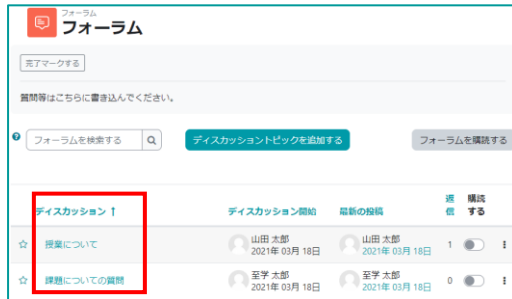 フォーラム
フォーラム
完了マークする
質問等はこちらに書き込んでください。
フォーラムを検索する
ディスカッショントピックを追加する
フォーラムを購読する
ディスカッション ↑ ディスカッション開始 最新の投稿 返信 購読する
授業について 山田 太郎 2021年 03月 18日 山田 太郎 2021年 03月 18日 1
課題についての質問 至学 太郎 2021年 03月 18日 至学 太郎 2021年 03月 18日 0